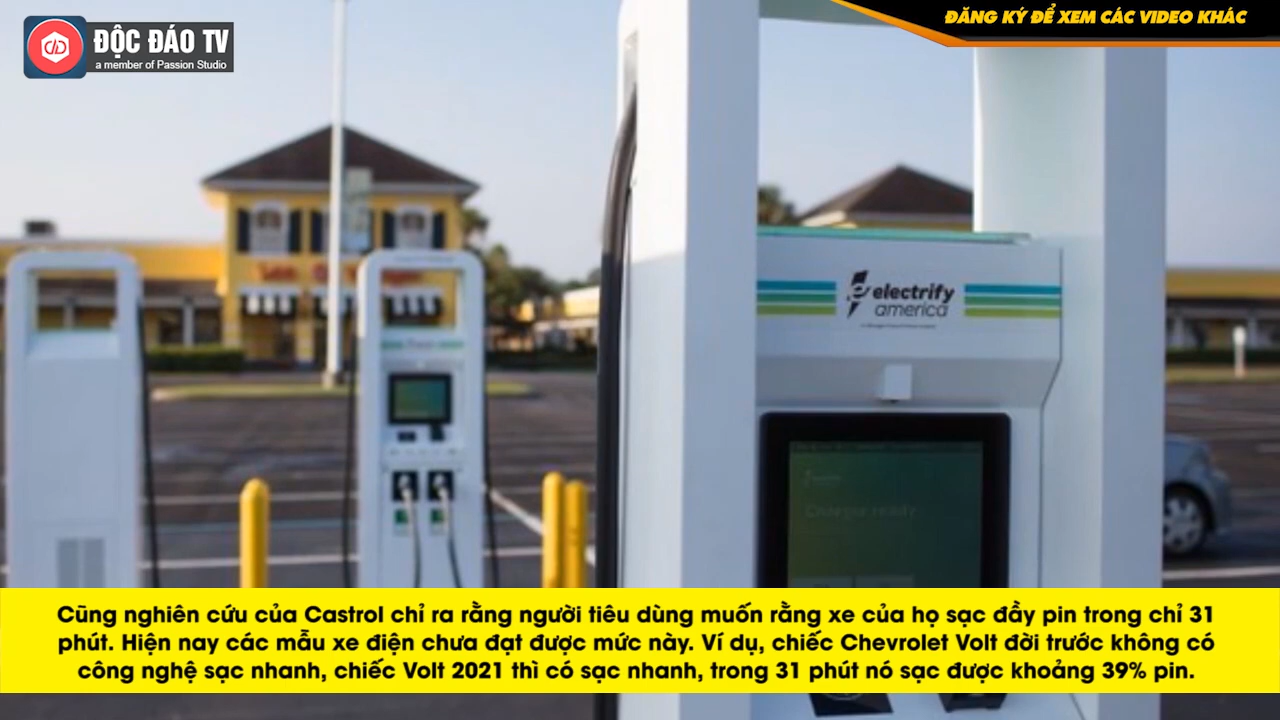 ĐỘC ĐÁO TV
a member of Passion Studio
ĐĂNG KÝ ĐỂ XEM CÁC VIDEO KHÁC
electrify
america
Charge ready
Cũng nghiên cứu của Castrol chỉ ra rằng người tiêu dùng muốn rằng xe của họ sạc đầy pin trong chỉ 31
phút. Hiện nay các mẫu xe điện chưa đạt được mức này. Ví dụ, chiếc Chevrolet Volt đời trước không có
công nghệ sạc nhanh, chiếc Volt 2021 thì có sạc nhanh, trong 31 phút nó sạc được khoảng 39% pin.